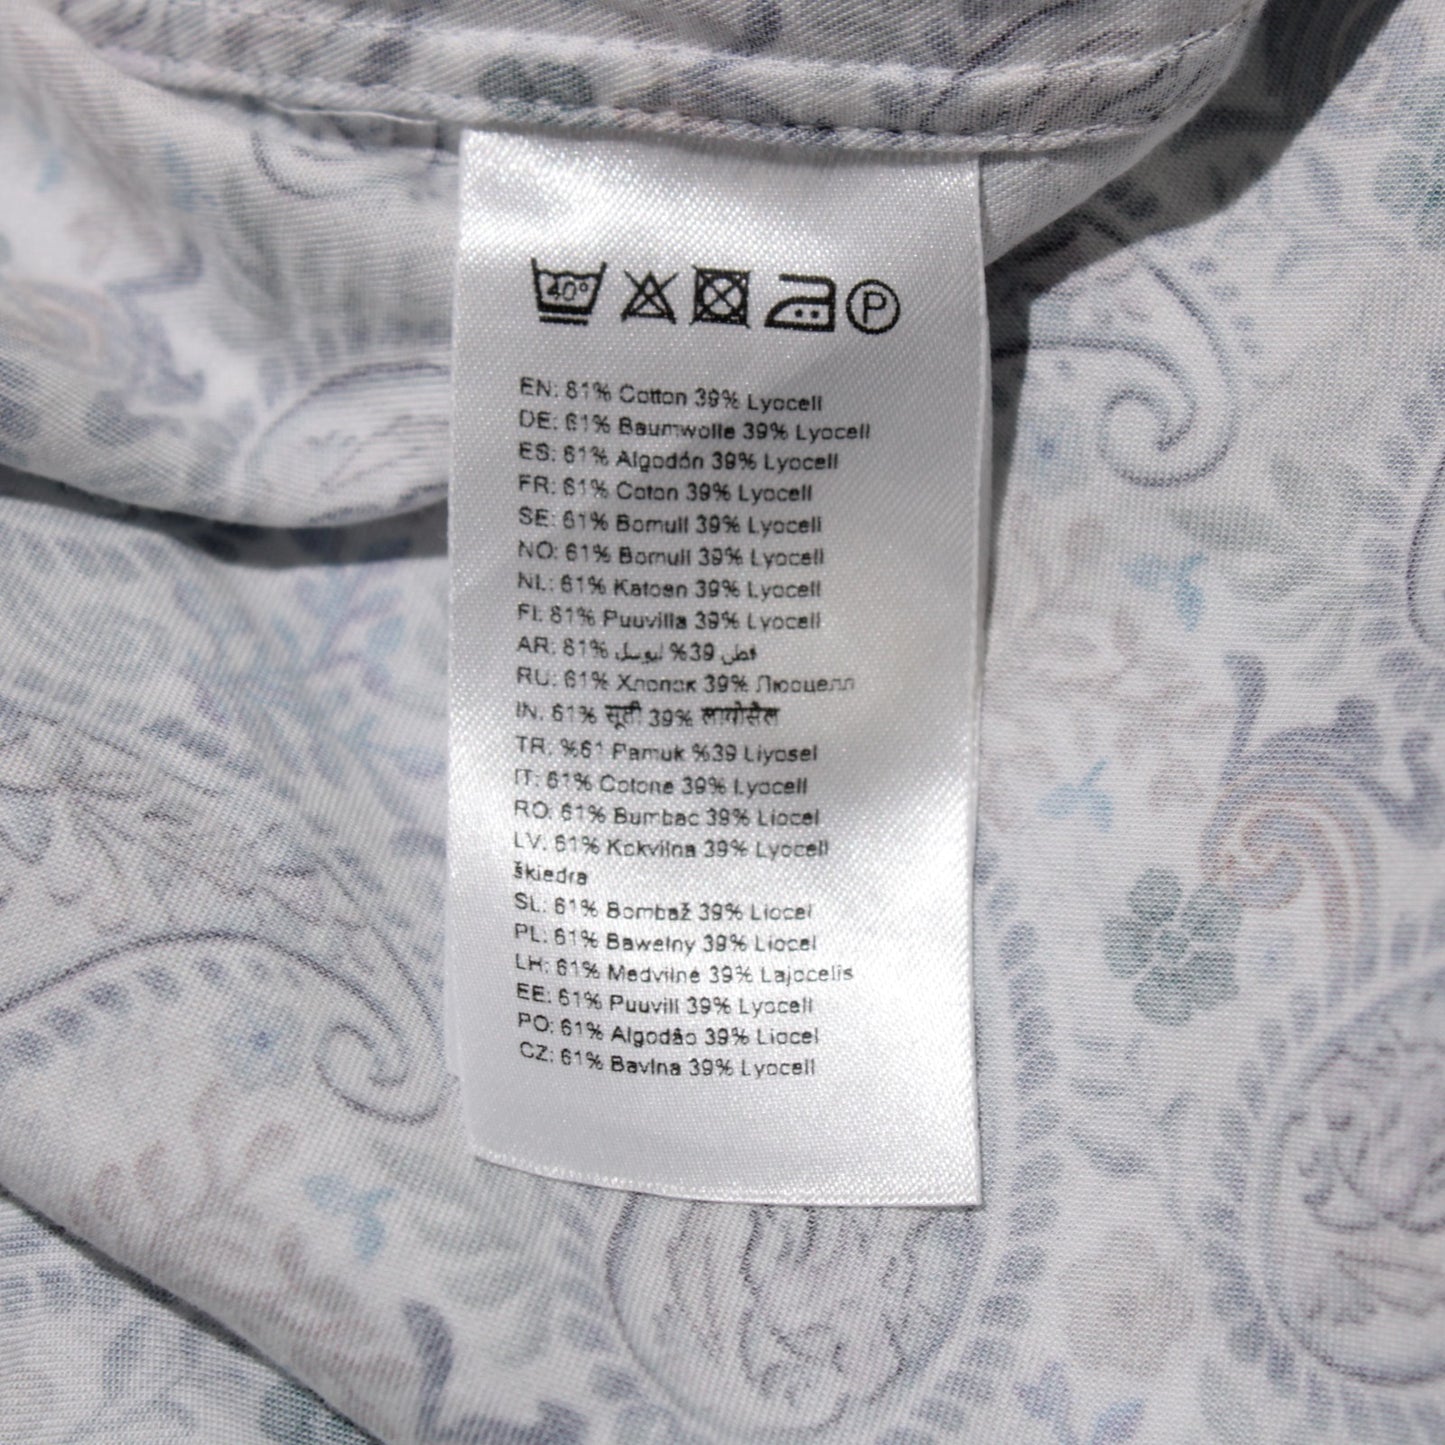 40°
P
EN: 61% Cotton 39% Lyocell
DE: 61% Baumwolle 39% Lyocell
ES: 61% Algodón 39% Lyocell
FR: 61% Coton 39% Lyocell
SE: 61% Bomull 39% Lyocell
NO: 61% Bomull 39% Lyocell
NL: 61% Katoen 39% Lyocell
FI: 61% Puuvilla 39% Lyocell
AR: 61% قطن 39% ليوسل
RU: 61% Хлопок 39% Люоцелл
IN: 61% सूती 39% लायोसैल
TR: %61 Pamuk %39 Liyosel
IT: 61% Cotone 39% Lyocell
RO: 61% Bumbac 39% Liocel
LV: 61% Kokvilna 39% Lyocell
škiedra
SL: 61% Bombaž 39% Liocel
PL: 61% Bawełny 39% Liocel
LH: 61% Medvilnė 39% Lajocelis
EE: 61% Puuvill 39% Lyocell
PO: 61% Algodão 39% Liocel
CZ: 61% Bavlna 39% Lyocell